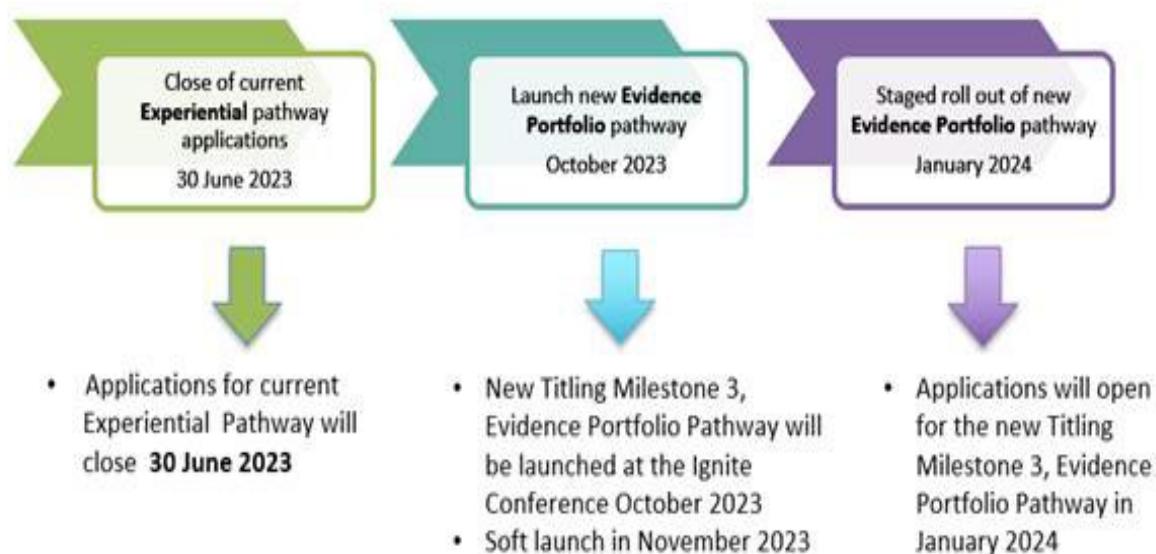 Close of current
Experiential pathway
applications
30 June 2023
Launch new Evidence
Portfolio pathway
October 2023
Staged roll out of new
Evidence Portfolio pathway
January 2024
• Applications for current
Experiential Pathway will
close 30 June 2023
• New Titling Milestone 3,
Evidence Portfolio Pathway will
be launched at the Ignite
Conference October 2023
• Soft launch in November 2023
• Applications will open
for the new Titling
Milestone 3, Evidence
Portfolio Pathway in
January 2024